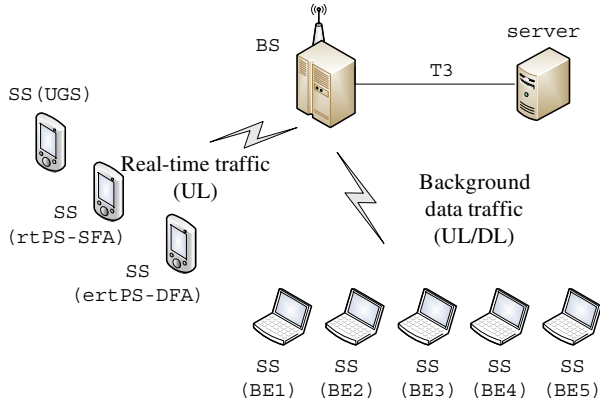 server
BS
T3
SS(UGS)
Real-time traffic
(UL)
SS
(rtPS-SFA)
Background
data traffic
(UL/DL)
SS
(ertPS-DFA)
SS
(BE1)
SS
(BE2)
SS
(BE3)
SS
(BE4)
SS
(BE5)